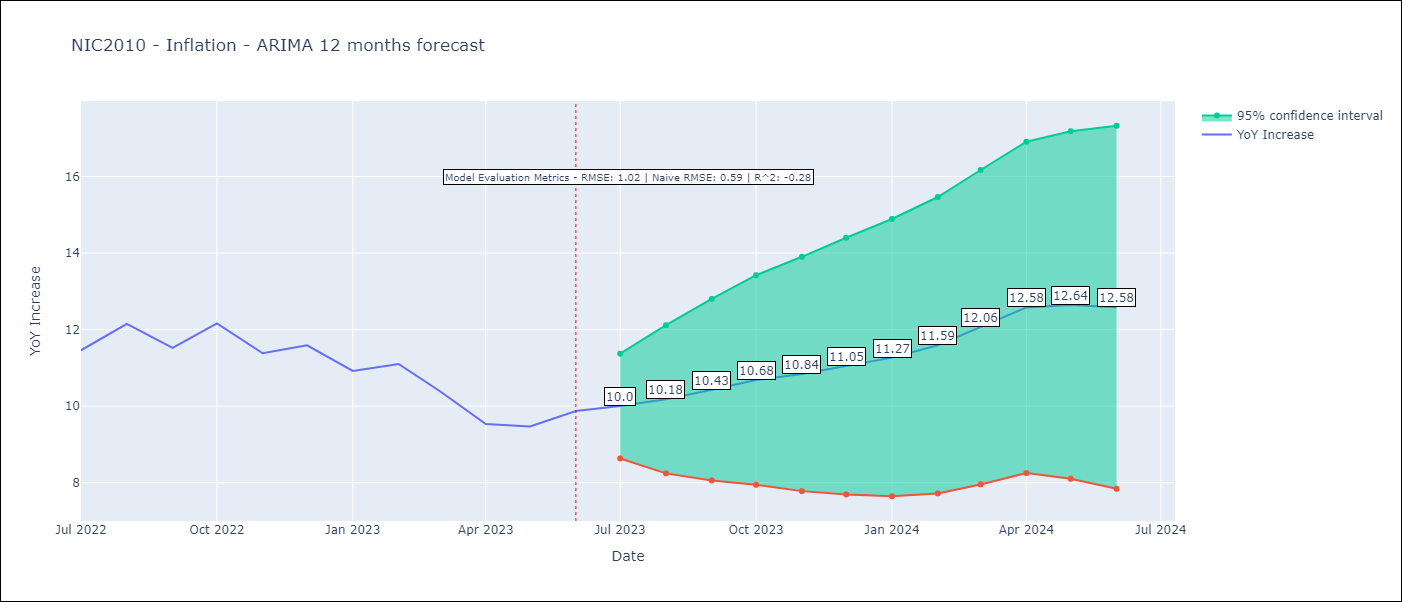 NIC2010 - Inflation - ARIMA 12 months forecast
95% confidence interval
YoY Increase
Model Evaluation Metrics - RMSE: 1.02 | Naive RMSE: 0.59 | R^2: -0.28
16
14
12
10
8
YoY Increase
10.0
10.18
10.43
10.68
10.84
11.05
11.27
11.59
12.06
12.58
12.64
12.58
Jul 2022
Oct 2022
Jan 2023
Apr 2023
Jul 2023
Oct 2023
Jan 2024
Apr 2024
Jul 2024
Date